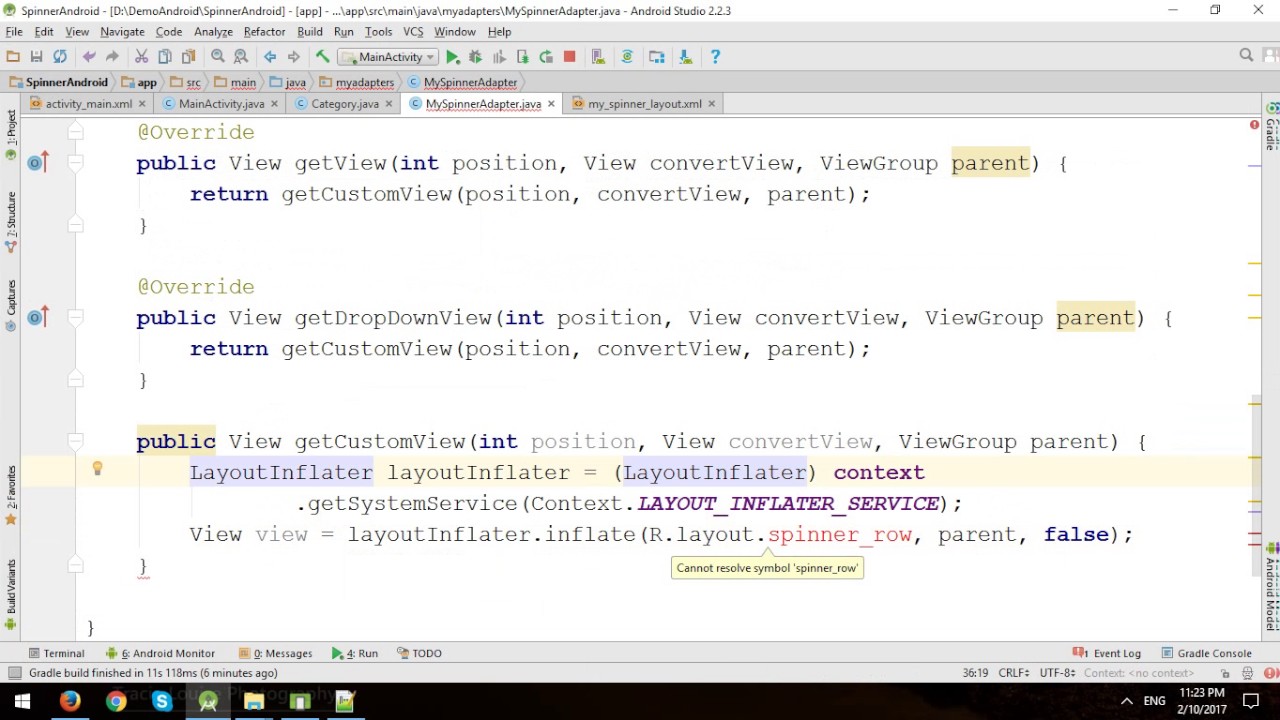 SpinnerAndroid - [D:\DemoAndroid\SpinnerAndroid] - [app] - ...\app\src\main\java\myadapters\MySpinnerAdapter.java - Android Studio 2.2.3
File Edit View Navigate Code Analyze Refactor Build Run Tools VCS Window Help
MainActivity
SpinnerAndroid app src main java myadapters MySpinnerAdapter
activity_main.xml MainActivity.java Category.java MySpinnerAdapter.java my_spinner_layout.xml
1: Project
7: Structure
Captures
2: Favorites
Build Variants
Gradle
Android Model
@Override
public View getView(int position, View convertView, ViewGroup parent) {
return getCustomView(position, convertView, parent);
}
@Override
public View getDropDownView(int position, View convertView, ViewGroup parent) {
return getCustomView(position, convertView, parent);
}
public View getCustomView(int position, View convertView, ViewGroup parent) {
LayoutInflater layoutInflater = (LayoutInflater) context
.getSystemService(Context.LAYOUT_INFLATER_SERVICE);
View view = layoutInflater.inflate(R.layout.spinner_row, parent, false);
Cannot resolve symbol 'spinner_row'
}
}
Terminal 6: Android Monitor 0: Messages 4: Run TODO 1 Event Log Gradle Console
Gradle build finished in 11s 118ms (6 minutes ago) 36:19 CRLF UTF-8 Context: <no context>
ENG
11:23 PM
2/10/2017